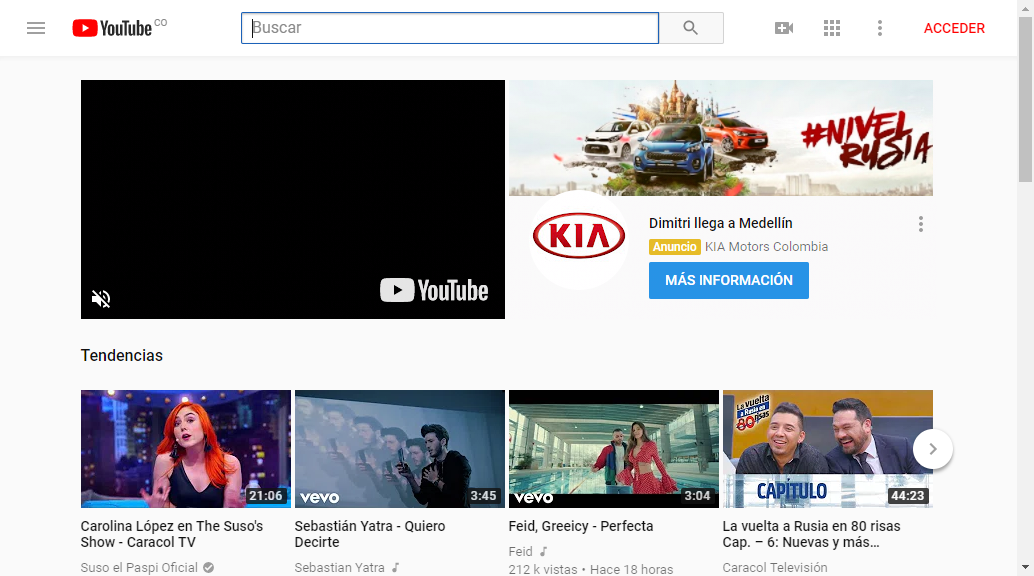 YouTube CO
Buscar
ACCEDER
#NIVEL
RUSIA
YouTube
KIA
Dimitri llega a Medellín
Anuncio KIA Motors Colombia
MÁS INFORMACIÓN
Tendencias
21:06
vevo
3:45
vevo
3:04
La vuelta
a Rusia en
80 risas
CAPÍTULO
44:23
Carolina López en The Suso's
Show - Caracol TV
Suso el Paspi Oficial
Sebastián Yatra - Quiero
Decirte
Sebastian Yatra
Feid, Greeicy - Perfecta
Feid
212 k vistas • Hace 18 horas
La vuelta a Rusia en 80 risas
Cap. – 6: Nuevas y más...
Caracol Televisión